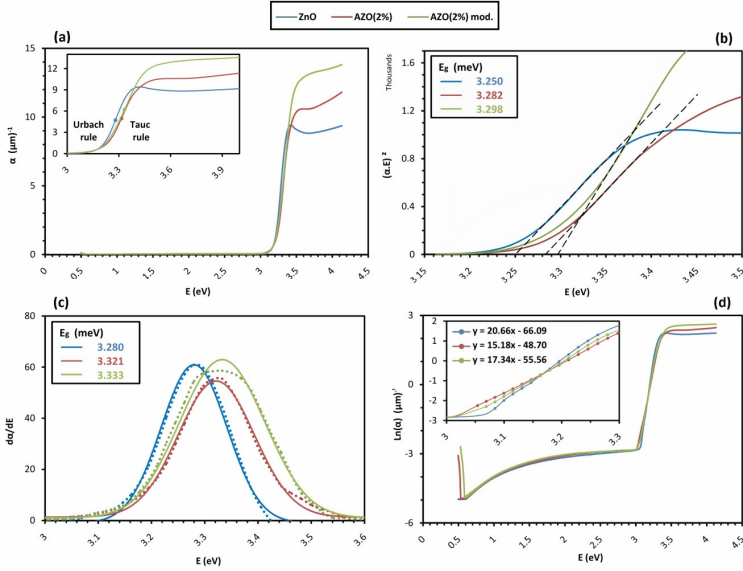 ZnO AZO(2%) AZO(2%) mod.
(a)
α (μm)⁻¹
15
13
10
8
5
3
0
0 0.5 1 1.5 2 2.5 3 3.5 4 4.5
E (eV)
15
12
9
6
3
0
3 3.3 3.6 3.9
Urbach rule
Tauc rule
(b)
Thousands
(α.E) ²
1.6
1.2
0.8
0.4
0
3.15 3.2 3.25 3.3 3.35 3.4 3.45 3.5
E (eV)
Eg (meV)
3.250
3.282
3.298
(c)
dα/dE
80
60
40
20
0
3 3.1 3.2 3.3 3.4 3.5 3.6
E (eV)
Eg (meV)
3.280
3.321
3.333
(d)
Ln(α) (μm)⁻¹
3
0
-3
-6
0 0.5 1 1.5 2 2.5 3 3.5 4 4.5
E (eV)
y = 20.66x - 66.09
y = 15.18x - 48.70
y = 17.34x - 55.56
2
1
0
-1
-2
-3
3 3.1 3.2 3.3